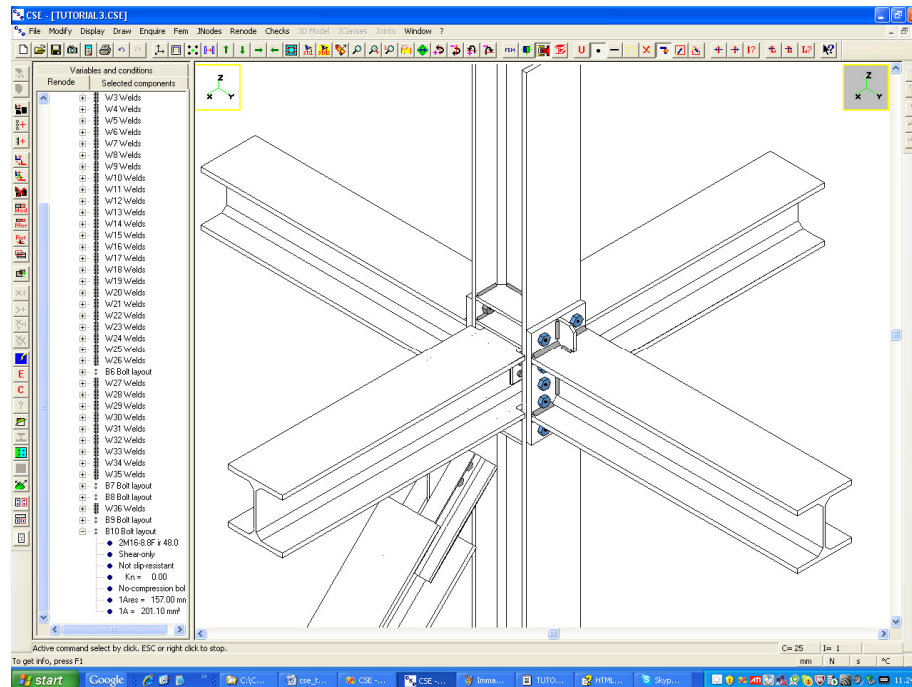 CSE - [TUTORIAL3.CSE]
File Modify Display Draw Enquire Fem JNodes Renode Checks 3D Model JClasses Joints Window ?
Variables and conditions
Renode Selected components
W3 Welds
W4 Welds
W5 Welds
W6 Welds
W7 Welds
W8 Welds
W9 Welds
W10 Welds
W11 Welds
W12 Welds
W13 Welds
W14 Welds
W15 Welds
W16 Welds
W17 Welds
W18 Welds
W19 Welds
W20 Welds
W21 Welds
W22 Welds
W23 Welds
W24 Welds
W25 Welds
W26 Welds
B6 Bolt layout
W27 Welds
W28 Welds
W29 Welds
W30 Welds
W31 Welds
W32 Welds
W33 Welds
W34 Welds
W35 Welds
B7 Bolt layout
B8 Bolt layout
W36 Welds
B9 Bolt layout
B10 Bolt layout
2M16-8.8F ir 48.0
Shear-only
Not slip-resistant
Kn = 0.00
No-compression bol
1Ares = 157.00 mn
1A = 201.10 mm²
Z
X Y
Z
X Y
Active command select by click. ESC or right click to stop.
C= 25 I= 1
To get info, press F1
mm N s °C
start Google C:\C... cse_t... CSE -... CSE -... Imma... TUTO... HTML... Skyp...